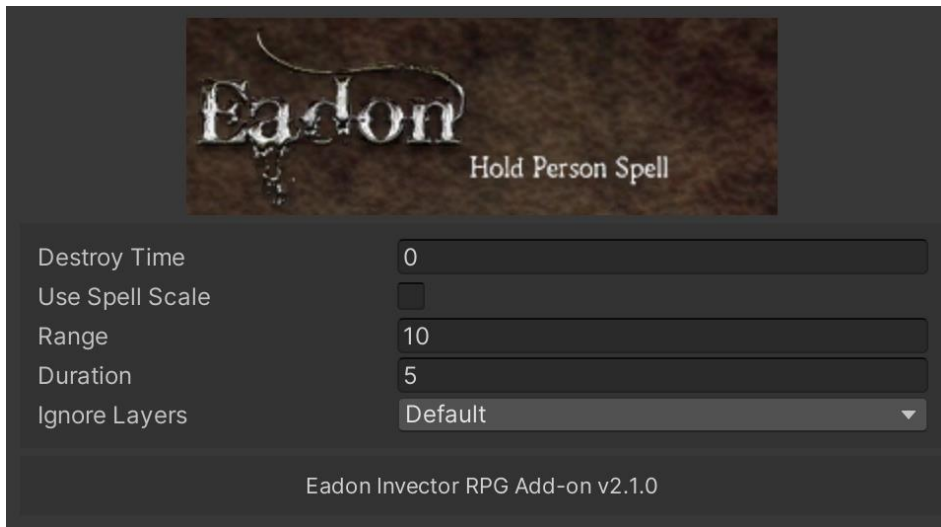 Eadon
Hold Person Spell
Destroy Time 0
Use Spell Scale
Range 10
Duration 5
Ignore Layers Default
Eadon Invector RPG Add-on v2.1.0